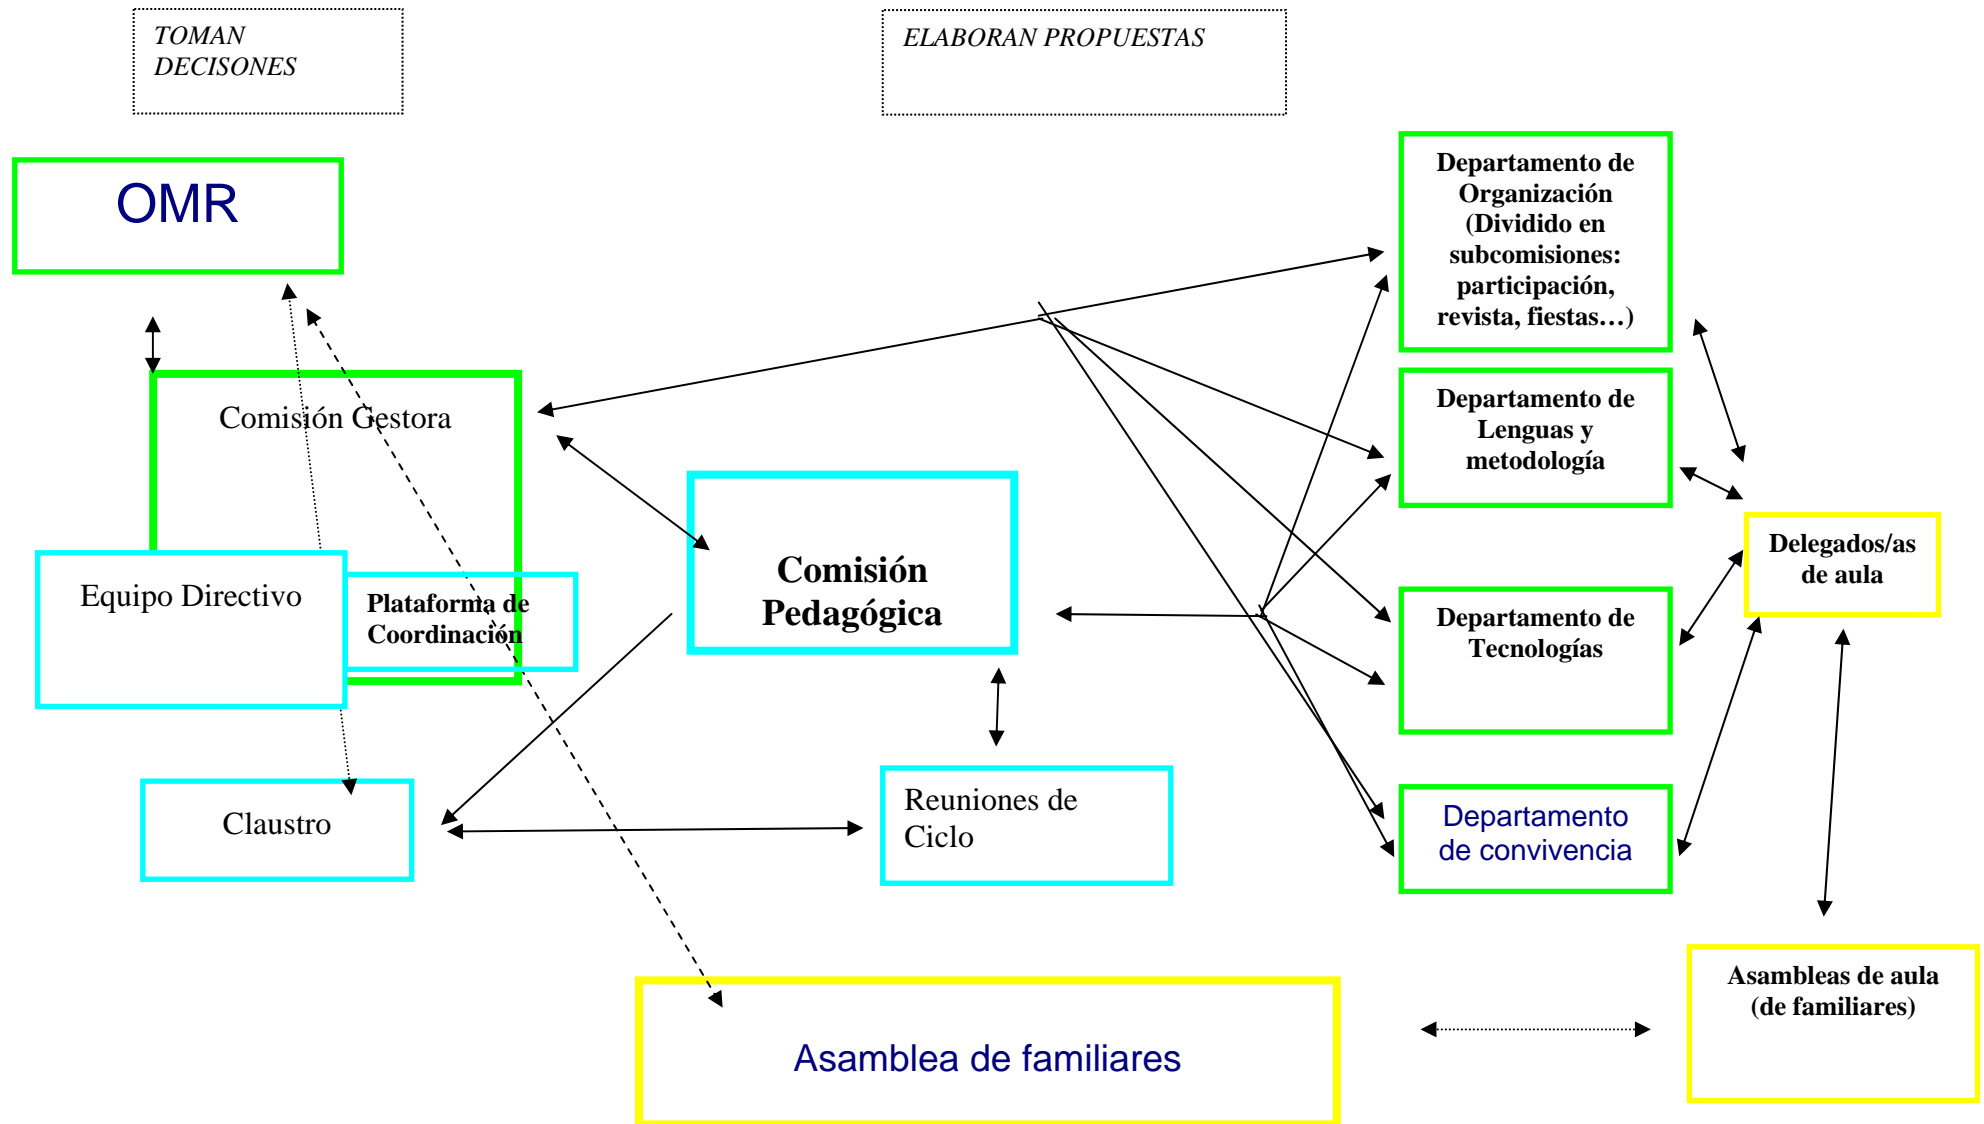 TOMAN
DECISONES
ELABORAN PROPUESTAS
OMR
Departamento de
Organización
(Dividido en
subcomisiones:
participación,
revista, fiestas…)
Comisión Gestora
Departamento de
Lenguas y
metodología
Comisión
Pedagógica
Delegados/as
de aula
Equipo Directivo
Plataforma de
Coordinación
Departamento de
Tecnologías
Claustro
Reuniones de
Ciclo
Departamento
de convivencia
Asambleas de aula
(de familiares)
Asamblea de familiares